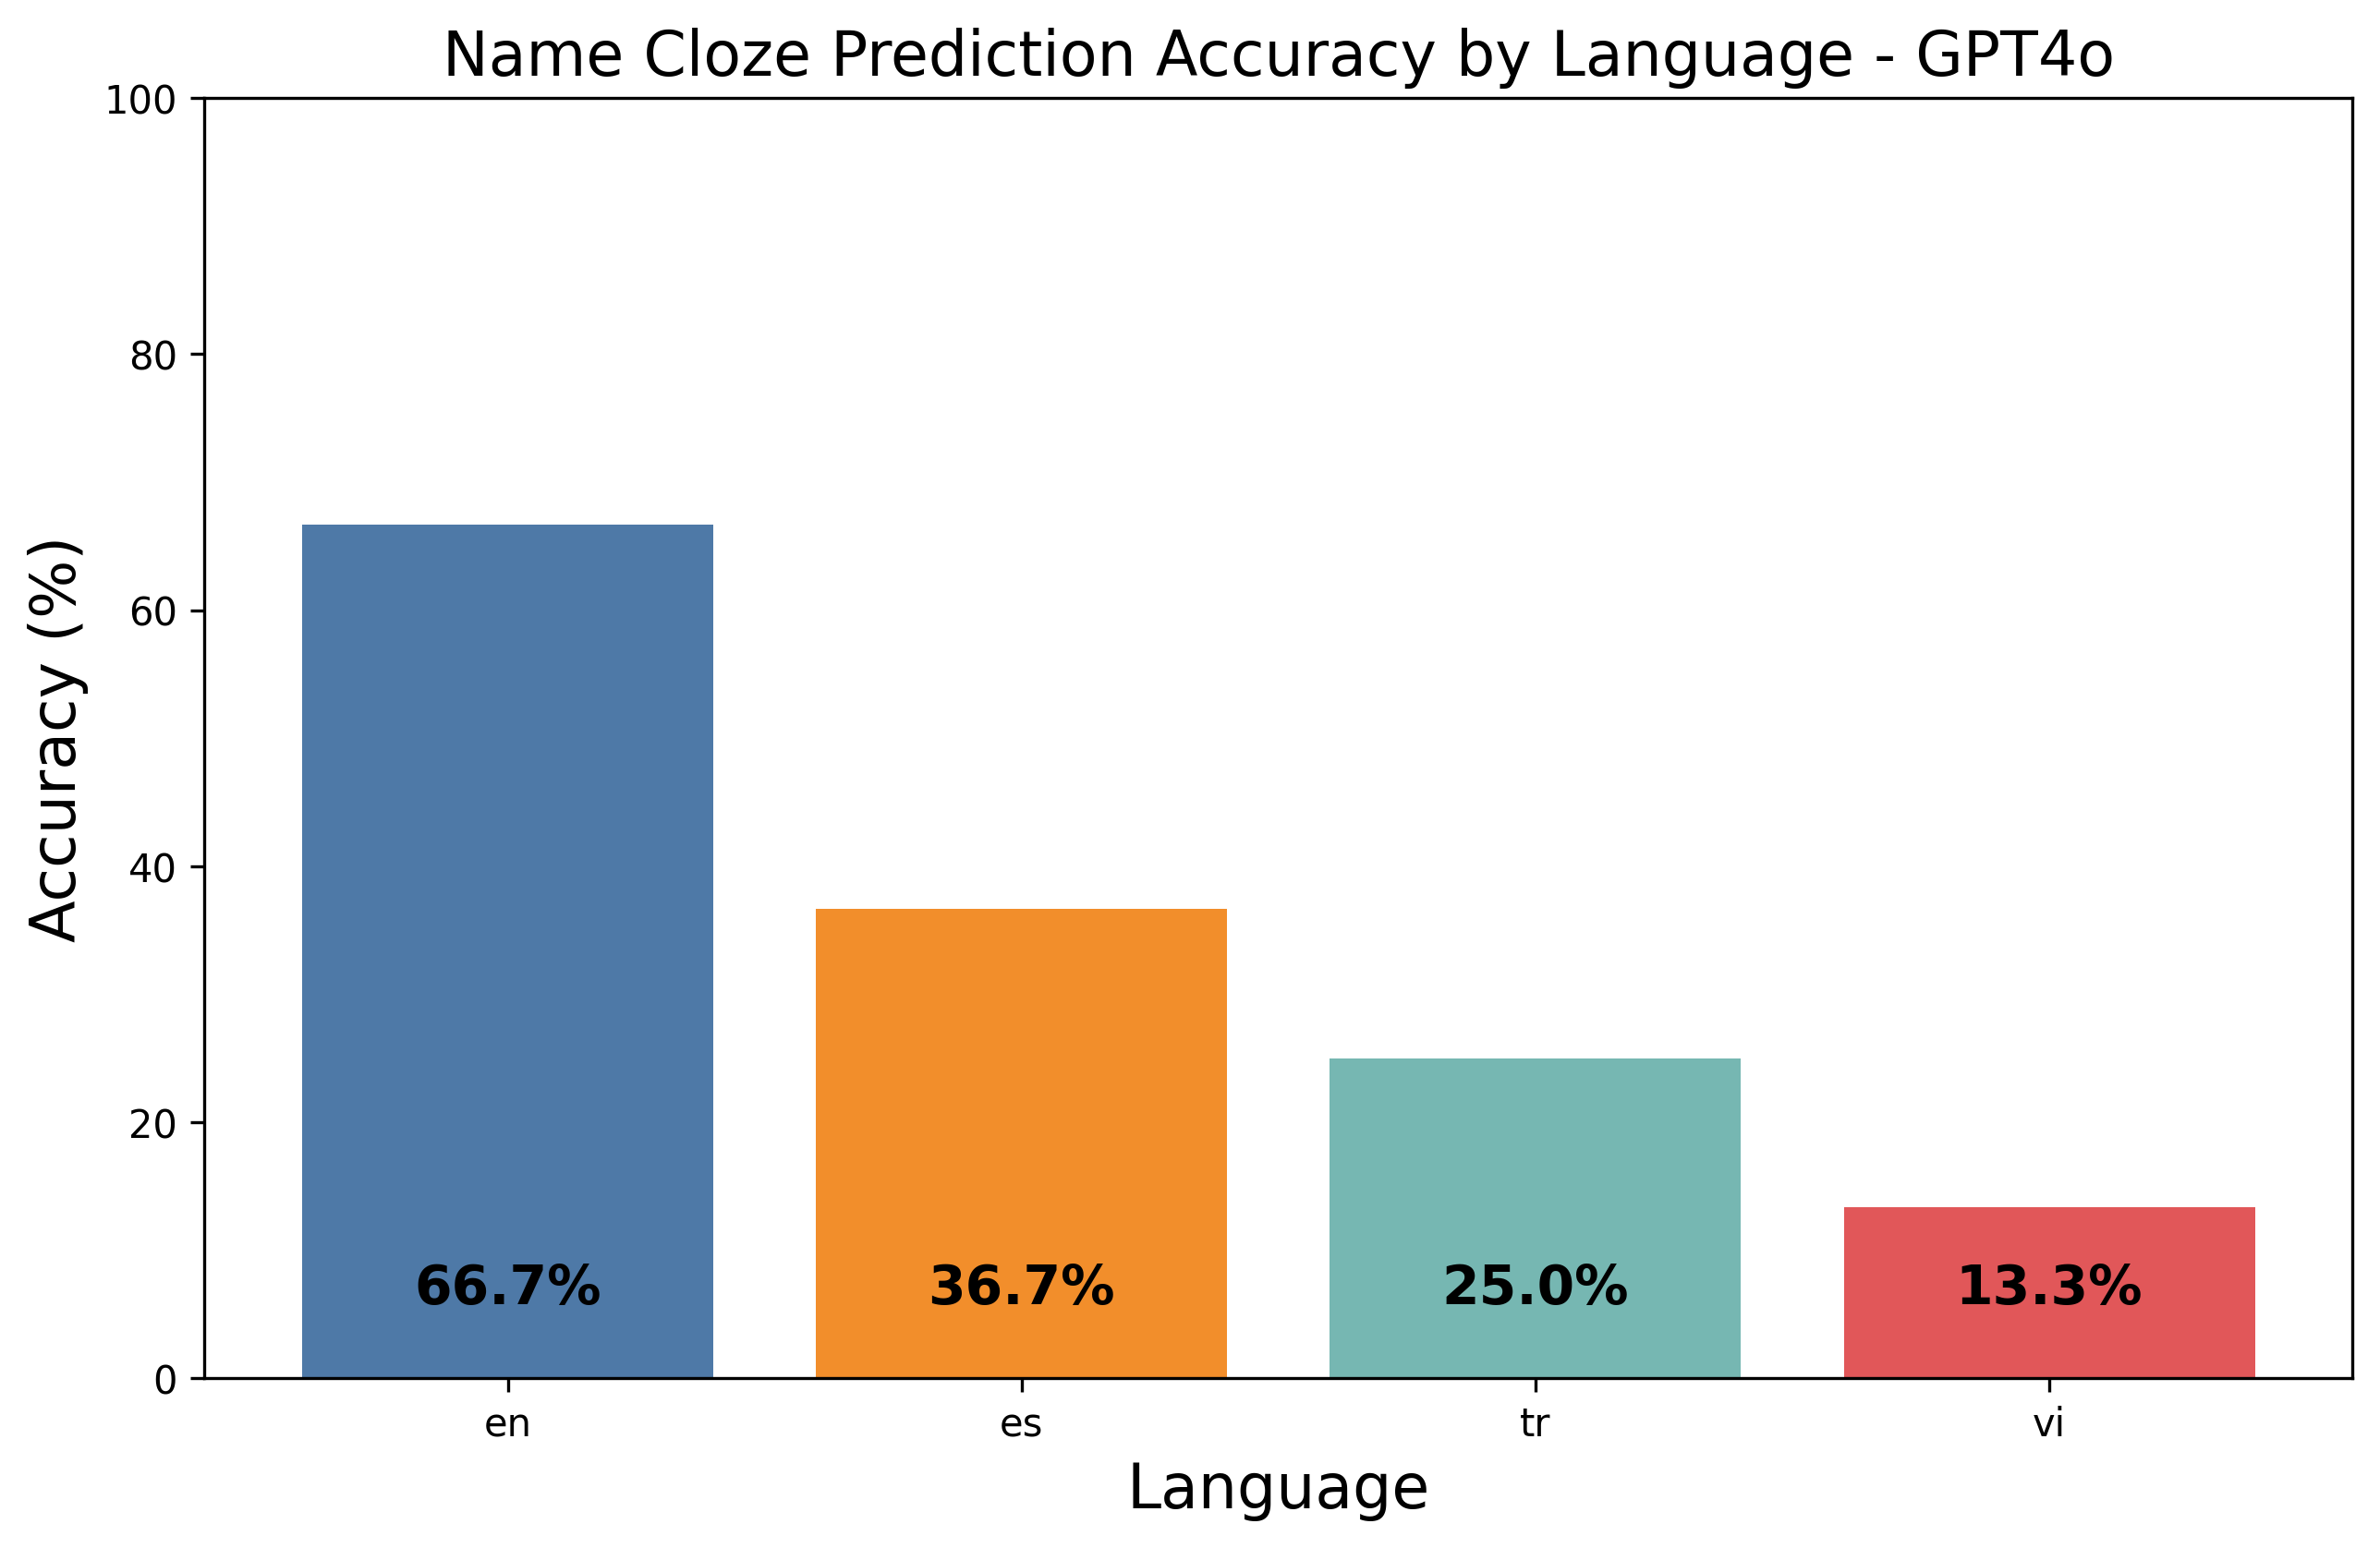 Name Cloze Prediction Accuracy by Language - GPT4o
Accuracy (%)
100
80
60
40
20
0
66.7%
36.7%
25.0%
13.3%
en
es
tr
vi
Language